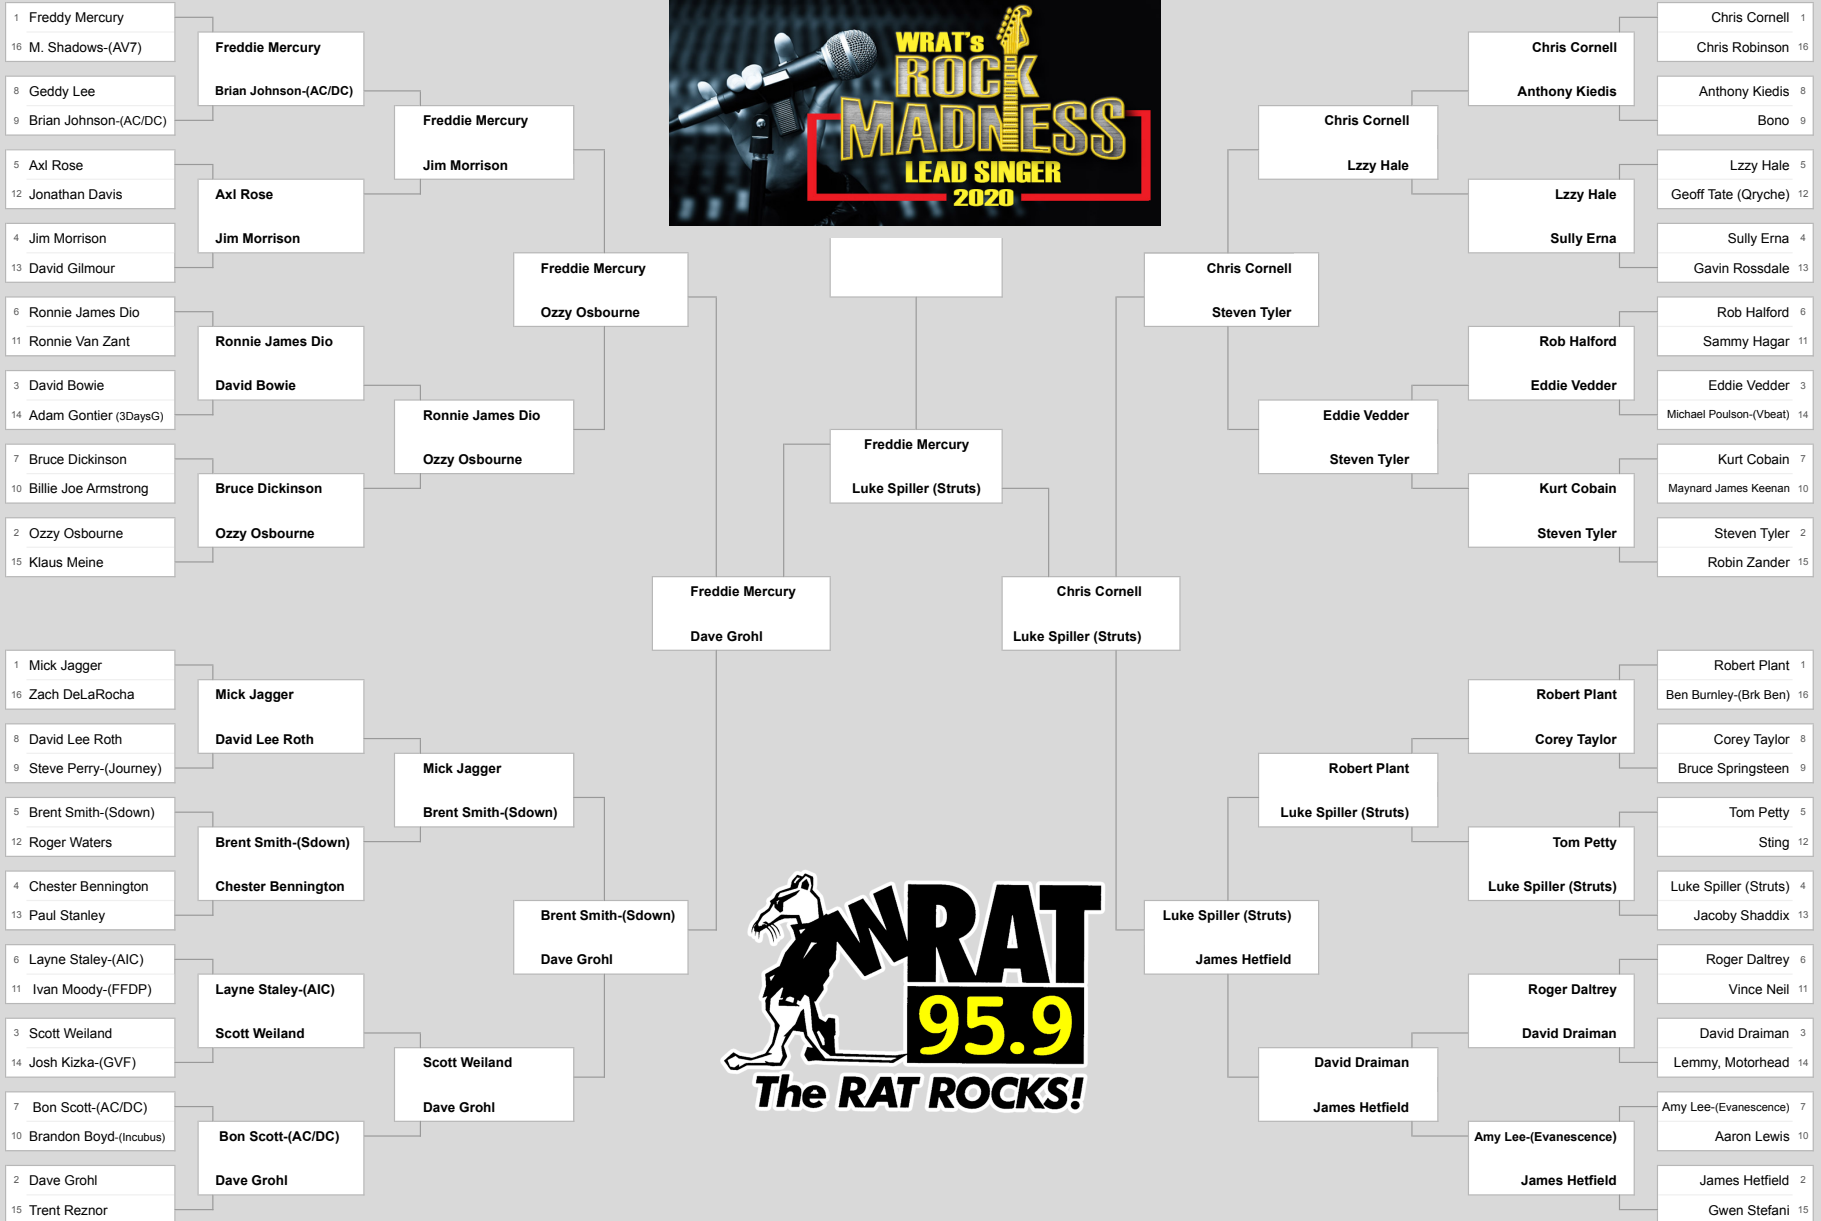 WRAT's
ROCK
MADNESS
LEAD SINGER
2020
1 Freddy Mercury
16 M. Shadows-(AV7)
8 Geddy Lee
9 Brian Johnson-(AC/DC)
5 Axl Rose
12 Jonathan Davis
4 Jim Morrison
13 David Gilmour
6 Ronnie James Dio
11 Ronnie Van Zant
3 David Bowie
14 Adam Gontier (3DaysG)
7 Bruce Dickinson
10 Billie Joe Armstrong
2 Ozzy Osbourne
15 Klaus Meine
Freddie Mercury
Brian Johnson-(AC/DC)
Axl Rose
Jim Morrison
Ronnie James Dio
David Bowie
Bruce Dickinson
Ozzy Osbourne
Freddie Mercury
Jim Morrison
Ronnie James Dio
Ozzy Osbourne
Freddie Mercury
Ozzy Osbourne
1 Mick Jagger
16 Zach DeLaRocha
8 David Lee Roth
9 Steve Perry-(Journey)
5 Brent Smith-(Sdown)
12 Roger Waters
4 Chester Bennington
13 Paul Stanley
6 Layne Staley-(AIC)
11 Ivan Moody-(FFDP)
3 Scott Weiland
14 Josh Kizka-(GVF)
7 Bon Scott-(AC/DC)
10 Brandon Boyd-(Incubus)
2 Dave Grohl
15 Trent Reznor
Mick Jagger
David Lee Roth
Brent Smith-(Sdown)
Chester Bennington
Layne Staley-(AIC)
Scott Weiland
Bon Scott-(AC/DC)
Dave Grohl
Mick Jagger
Brent Smith-(Sdown)
Scott Weiland
Dave Grohl
Brent Smith-(Sdown)
Dave Grohl
Freddie Mercury
Dave Grohl
Freddie Mercury
Luke Spiller (Struts)
Chris Cornell
Luke Spiller (Struts)
Chris Cornell
Steven Tyler
Chris Cornell
Lzzy Hale
Eddie Vedder
Steven Tyler
Chris Cornell
Anthony Kiedis
Lzzy Hale
Sully Erna
Rob Halford
Eddie Vedder
Kurt Cobain
Steven Tyler
Chris Cornell 1
Chris Robinson 16
Anthony Kiedis 8
Bono 9
Lzzy Hale 5
Geoff Tate (Qryche) 12
Sully Erna 4
Gavin Rossdale 13
Rob Halford 6
Sammy Hagar 11
Eddie Vedder 3
Michael Poulson-(Vbeat) 14
Kurt Cobain 7
Maynard James Keenan 10
Steven Tyler 2
Robin Zander 15
Luke Spiller (Struts)
James Hetfield
Robert Plant
Luke Spiller (Struts)
David Draiman
James Hetfield
Robert Plant
Corey Taylor
Tom Petty
Luke Spiller (Struts)
Roger Daltrey
David Draiman
Amy Lee-(Evanescence)
James Hetfield
Robert Plant 1
Ben Burnley-(Brk Ben) 16
Corey Taylor 8
Bruce Springsteen 9
Tom Petty 5
Sting 12
Luke Spiller (Struts) 4
Jacoby Shaddix 13
Roger Daltrey 6
Vince Neil 11
David Draiman 3
Lemmy, Motorhead 14
Amy Lee-(Evanescence) 7
Aaron Lewis 10
James Hetfield 2
Gwen Stefani 15
WRAT
95.9
The RAT ROCKS!